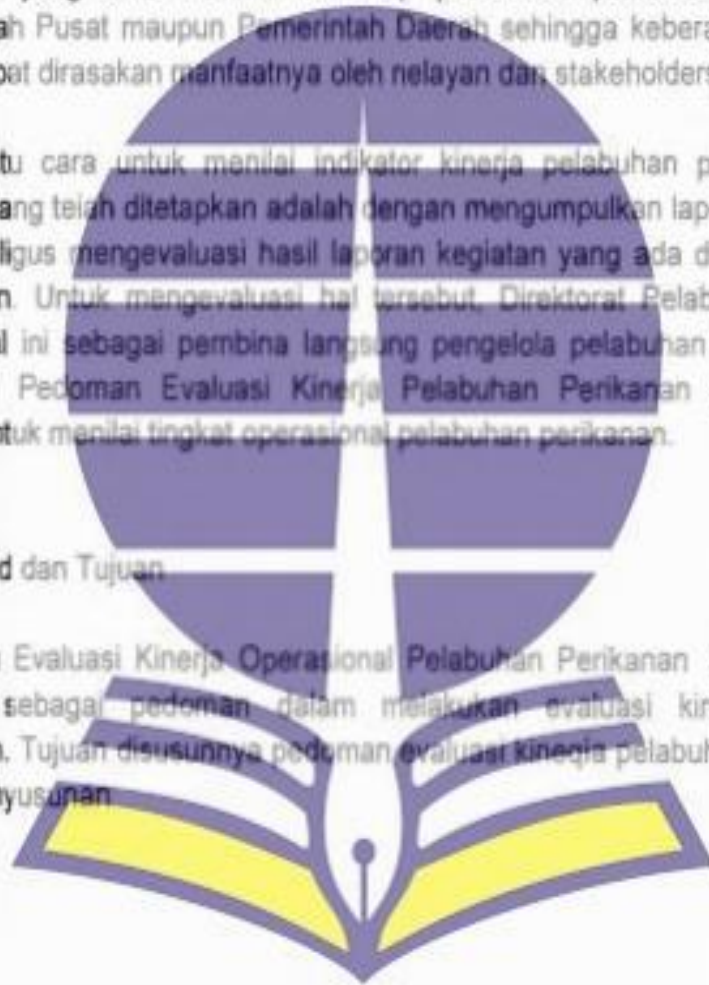 ah Pusat maupun Pemerintah Daerah sehingga kebera
pat dirasakan manfaatnya oleh nelayan dan stakeholders
tu cara untuk menilai indikator kinerja pelabuhan p
ang telah ditetapkan adalah dengan mengumpulkan lap
ligus mengevaluasi hasil laporan kegiatan yang ada d
n. Untuk mengevaluasi hal tersebut, Direktorat Pelab
l ini sebagai pembina langsung pengelola pelabuhan
Pedoman Evaluasi Kinerja Pelabuhan Perikanan
tuk menilai tingkat operasional pelabuhan perikanan.
d dan Tujuan
Evaluasi Kinerja Operasional Pelabuhan Perikanan
sebagai pedoman dalam melakukan evaluasi kin
n. Tujuan disusunnya pedoman evaluasi kineqia pelabuh
nyusunan